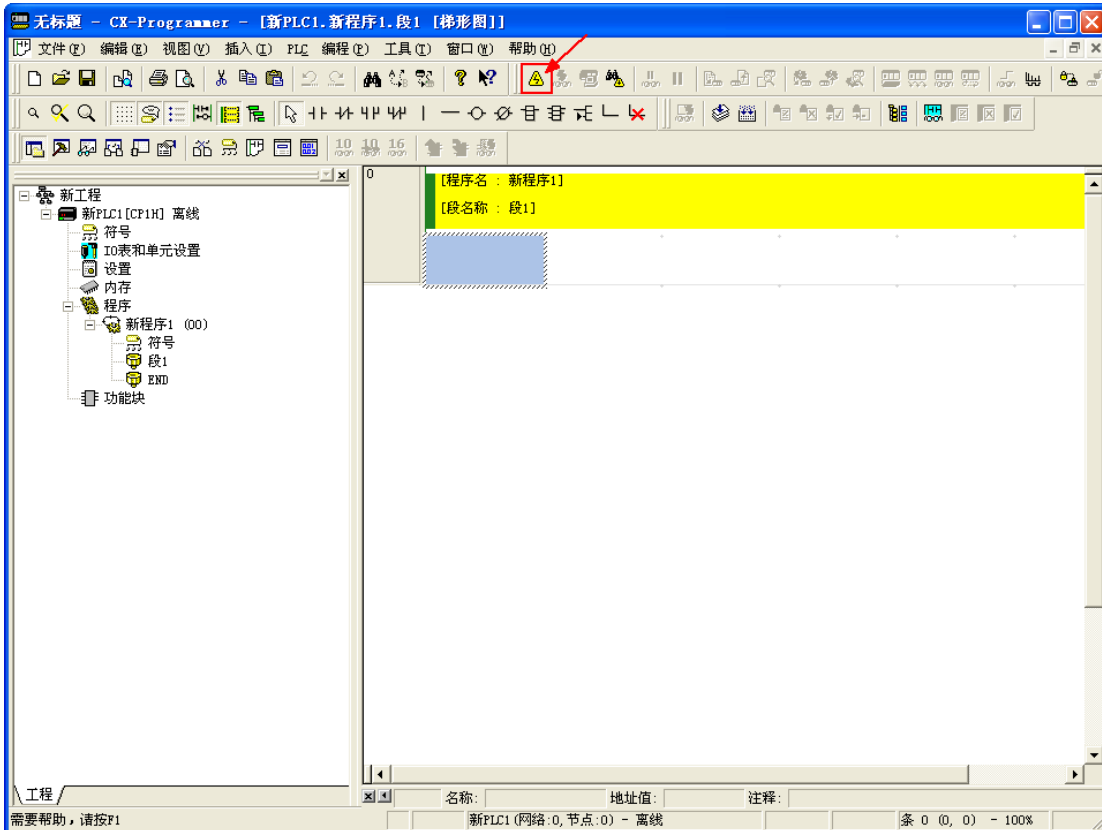 无标题 - CX-Programmer - [新PLC1.新程序1.段1 [梯形图]]
文件(F) 编辑(E) 视图(V) 插入(I) PLC 编程(P) 工具(T) 窗口(W) 帮助(H)
10 10 16
新工程
新PLC1[CP1H] 离线
符号
IO表和单元设置
设置
内存
程序
新程序1 (00)
符号
段1
END
功能块
工程
0
[程序名 : 新程序1]
[段名称 : 段1]
名称: 地址值: 注释:
需要帮助,请按F1
新PLC1(网络:0,节点:0) - 离线
条 0 (0, 0) - 100%